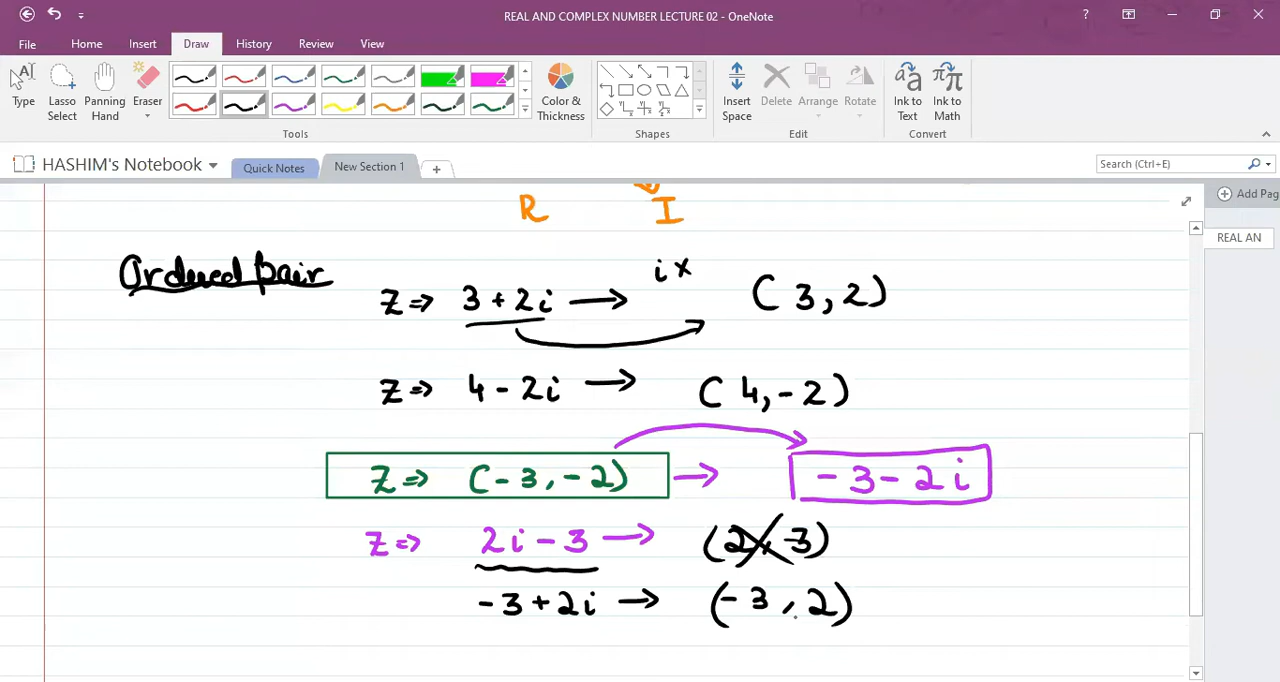 REAL AND COMPLEX NUMBER LECTURE 02 - OneNote
File Home Insert Draw History Review View
Type
Lasso Select
Panning Hand
Eraser
Color & Thickness
Insert Space
Delete
Arrange
Rotate
Ink to Text
Ink to Math
Tools Shapes Edit Convert
HASHIM's Notebook Quick Notes New Section 1 Search (Ctrl+E)
Add Pag
REAL AN
R I
Ordered pair
i ×
z ⇒ 3 + 2i → (3, 2)
z ⇒ 4 - 2i → (4, -2)
z ⇒ (-3, -2) → -3 - 2i
z ⇒ 2i - 3 → (2, -3)
-3 + 2i → (-3, 2)